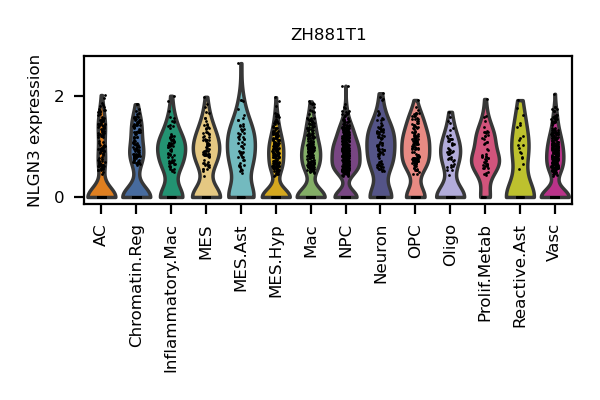 ZH881T1
NLGN3 expression
2
0
AC
Chromatin.Reg
Inflammatory.Mac
MES
MES.Ast
MES.Hyp
Mac
NPC
Neuron
OPC
Oligo
Prolif.Metab
Reactive.Ast
Vasc